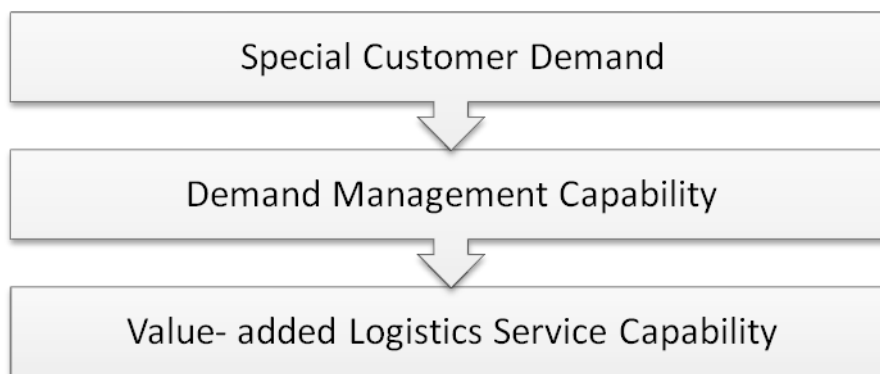 Special Customer Demand
Demand Management Capability
Value- added Logistics Service Capability